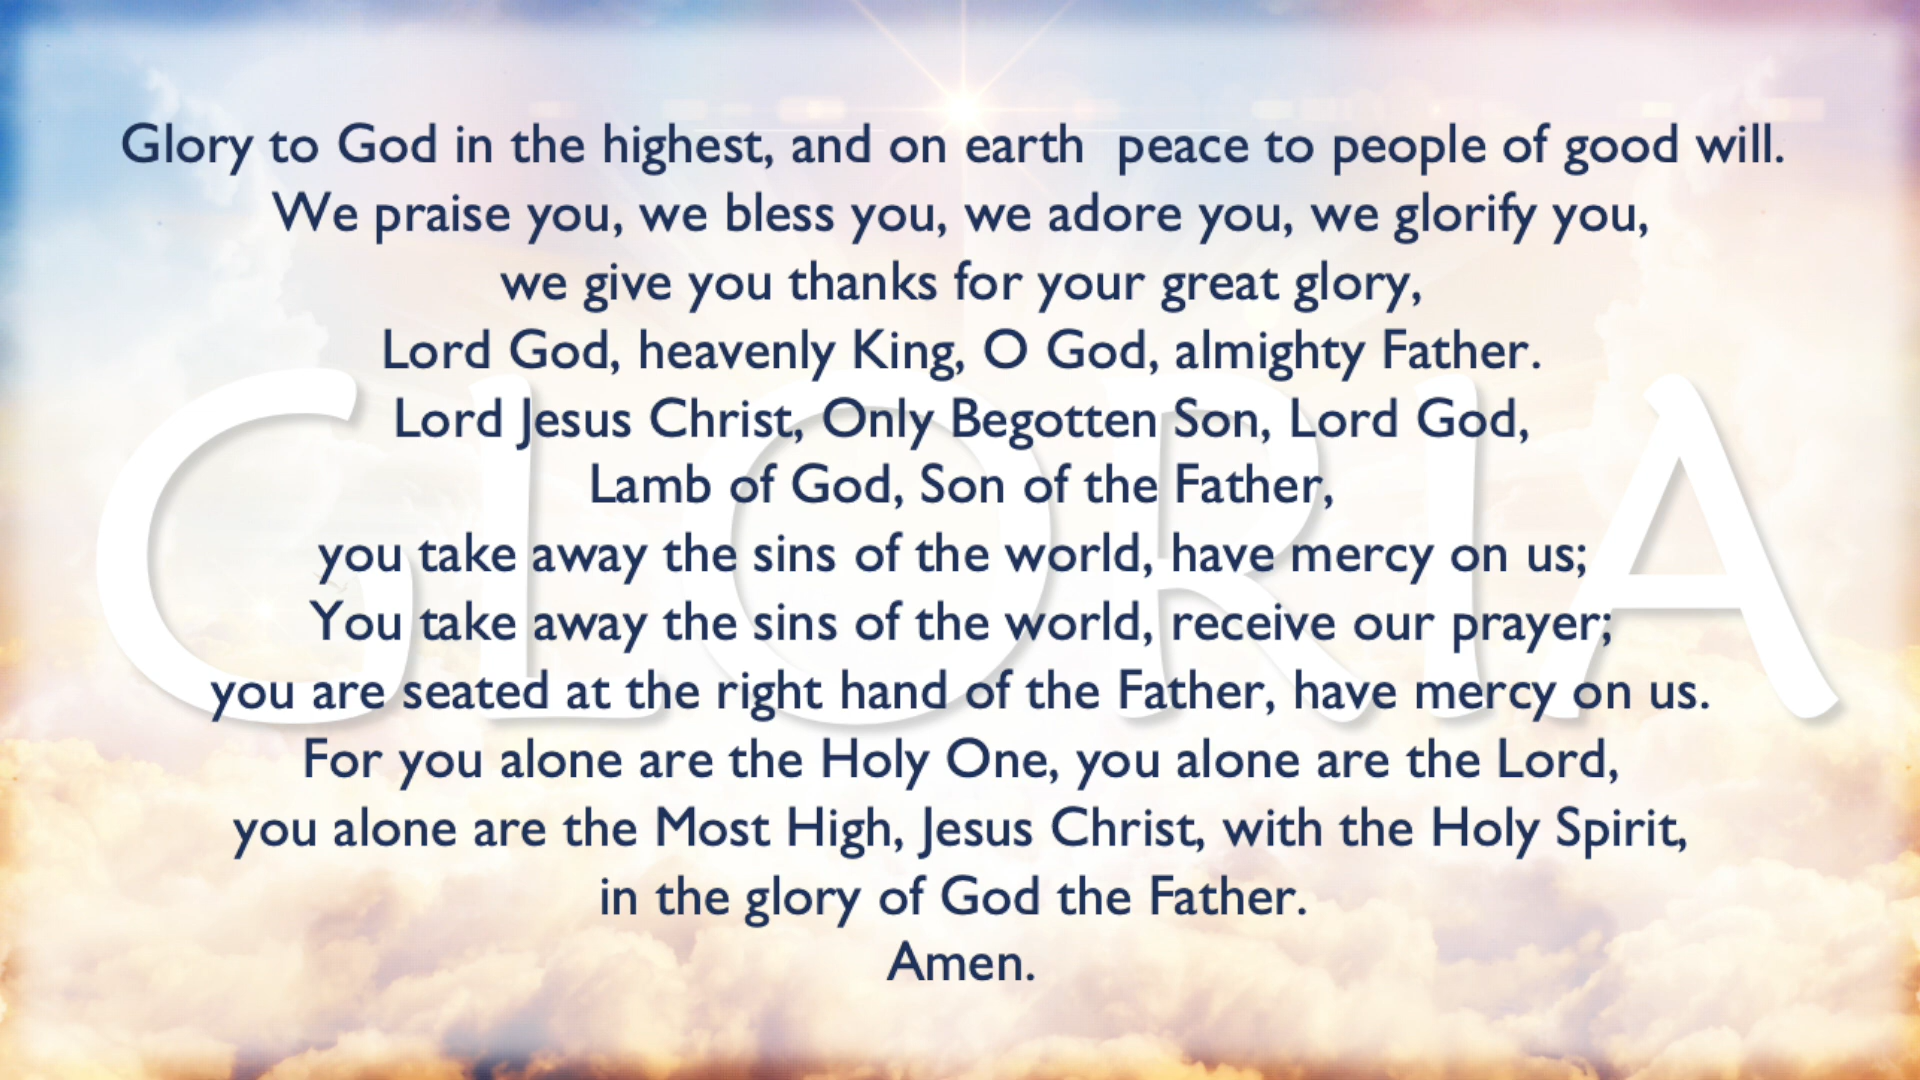 Glory to God in the highest, and on earth  peace to people of good will.
We praise you, we bless you, we adore you, we glorify you,
we give you thanks for your great glory,
Lord God, heavenly King, O God, almighty Father.
Lord Jesus Christ, Only Begotten Son, Lord God,
Lamb of God, Son of the Father,
you take away the sins of the world, have mercy on us;
You take away the sins of the world, receive our prayer;
you are seated at the right hand of the Father, have mercy on us.
For you alone are the Holy One, you alone are the Lord,
you alone are the Most High, Jesus Christ, with the Holy Spirit,
in the glory of God the Father.
Amen.
GLORIA